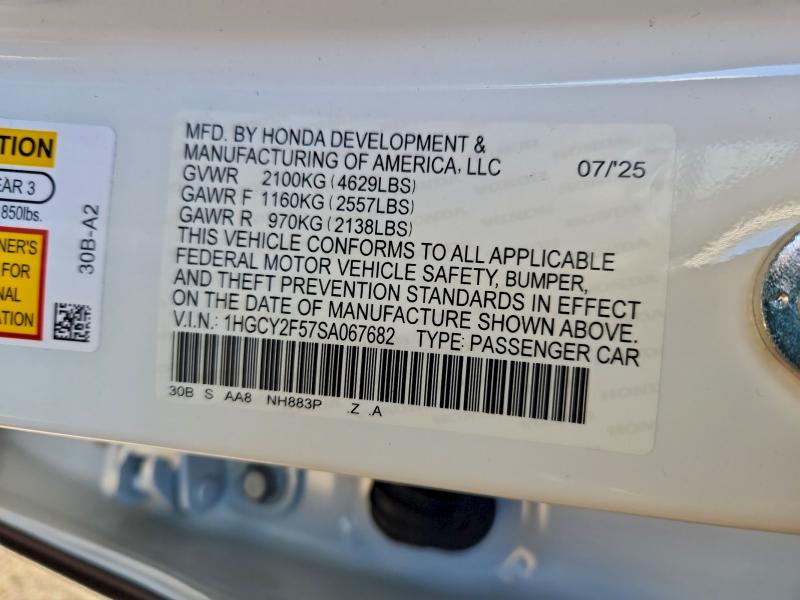 MFD. BY HONDA DEVELOPMENT &
MANUFACTURING OF AMERICA, LLC 07/'25
GVWR 2100KG (4629LBS)
GAWR F 1160KG (2557LBS)
GAWR R 970KG (2138LBS)
THIS VEHICLE CONFORMS TO ALL APPLICABLE
FEDERAL MOTOR VEHICLE SAFETY, BUMPER,
AND THEFT PREVENTION STANDARDS IN EFFECT
ON THE DATE OF MANUFACTURE SHOWN ABOVE.
V.I.N.: 1HGCY2F57SA067682 TYPE: PASSENGER CAR
30B S AA8 NH883P .Z .A
TION
EAR 3
850lbs.
NER'S
FOR
NAL
ATION
30B-A2